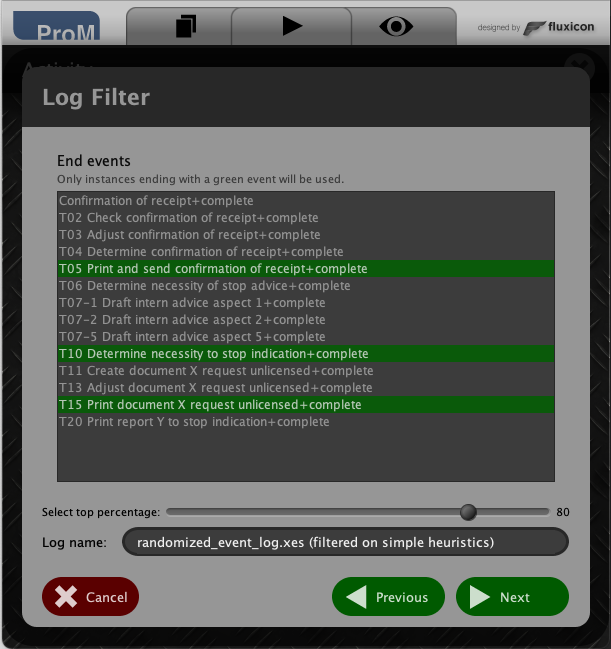 ProM
designed by fluxicon
Activity
Log Filter
End events
Only instances ending with a green event will be used.
Confirmation of receipt+complete
T02 Check confirmation of receipt+complete
T03 Adjust confirmation of receipt+complete
T04 Determine confirmation of receipt+complete
T05 Print and send confirmation of receipt+complete
T06 Determine necessity of stop advice+complete
T07-1 Draft intern advice aspect 1+complete
T07-2 Draft intern advice aspect 2+complete
T07-5 Draft intern advice aspect 5+complete
T10 Determine necessity to stop indication+complete
T11 Create document X request unlicensed+complete
T13 Adjust document X request unlicensed+complete
T15 Print document X request unlicensed+complete
T20 Print report Y to stop indication+complete
Select top percentage: 80
Log name: randomized_event_log.xes (filtered on simple heuristics)
Cancel Previous Next